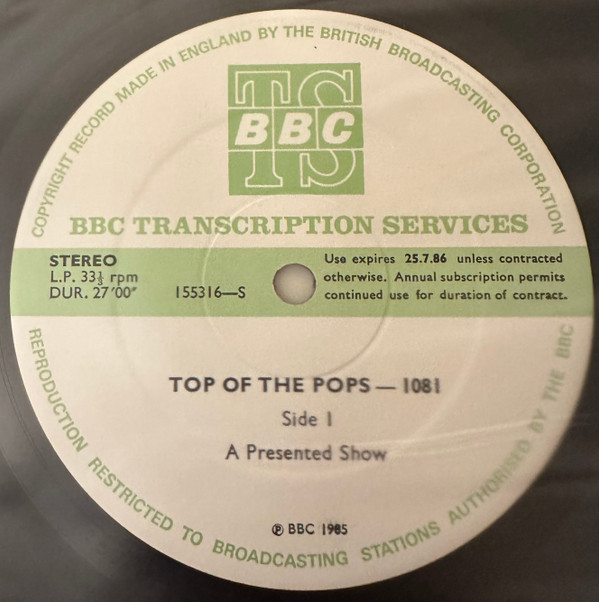 COPYRIGHT RECORD MADE IN ENGLAND BY THE BRITISH BROADCASTING CORPORATION
TS
BBC
BBC TRANSCRIPTION SERVICES
STEREO
L.P. 33⅓ rpm
DUR. 27'00"
155316—S
Use expires 25.7.86 unless contracted
otherwise. Annual subscription permits
continued use for duration of contract.
TOP OF THE POPS — 1081
Side 1
A Presented Show
℗ BBC 1985
REPRODUCTION RESTRICTED TO BROADCASTING STATIONS AUTHORISED BY THE BBC